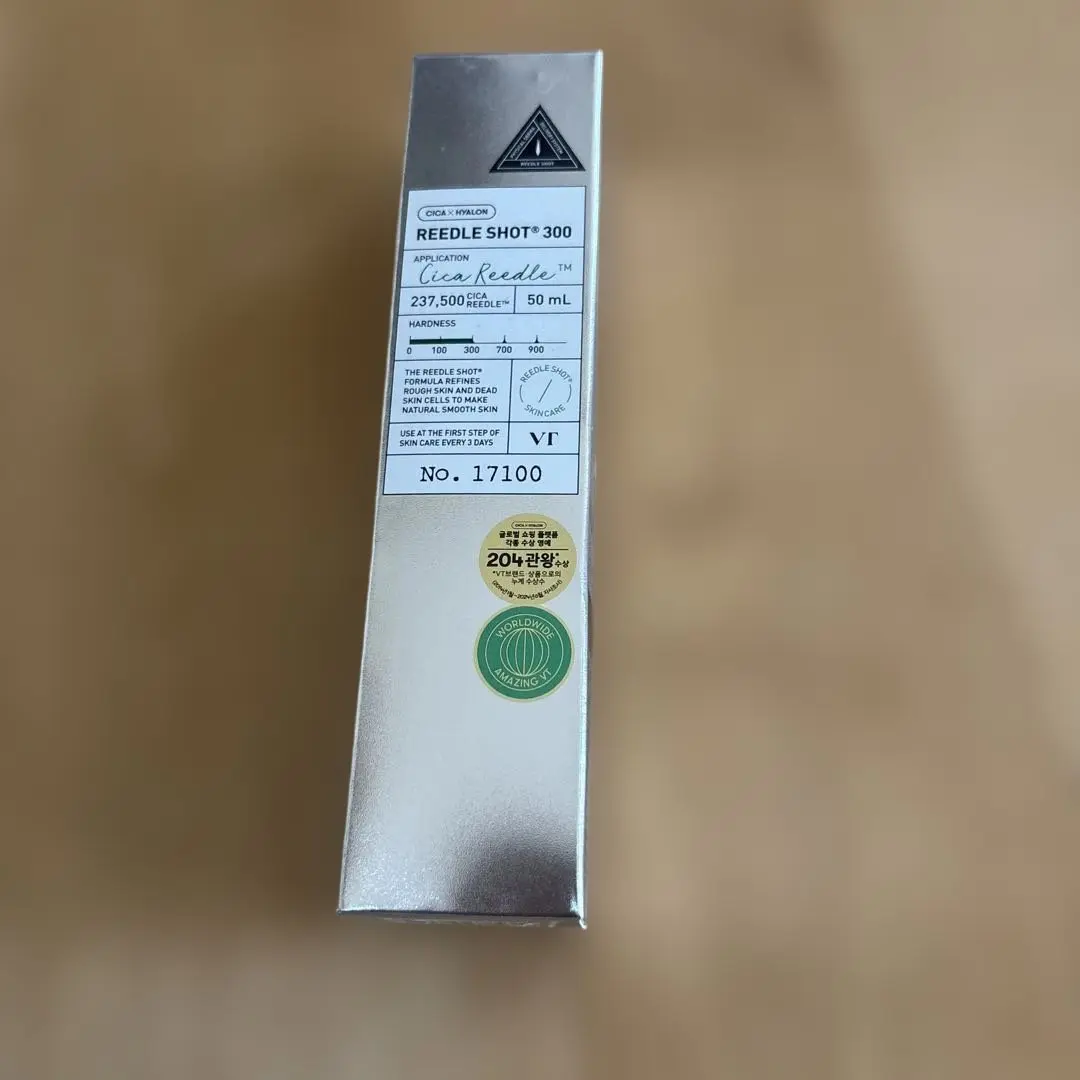 REEDLE SHOT
CICA × HYALON
REEDLE SHOT® 300
APPLICATION
Cica Reedle™
237,500 CICA
REEDLE™
50 mL
HARDNESS
0 100 300 700 900
THE REEDLE SHOT®
FORMULA REFINES
ROUGH SKIN AND DEAD
SKIN CELLS TO MAKE
NATURAL SMOOTH SKIN
REEDLE SHOT®
SKIN CARE
USE AT THE FIRST STEP OF
SKIN CARE EVERY 3 DAYS
VT
No. 17100
CICA × HYALON
글로벌 쇼핑 플랫폼
각종 수상 영예
204관왕* 수상
*VT브랜드 상품으로의
누계 수상수
WORLDWIDE
AMAZING VT